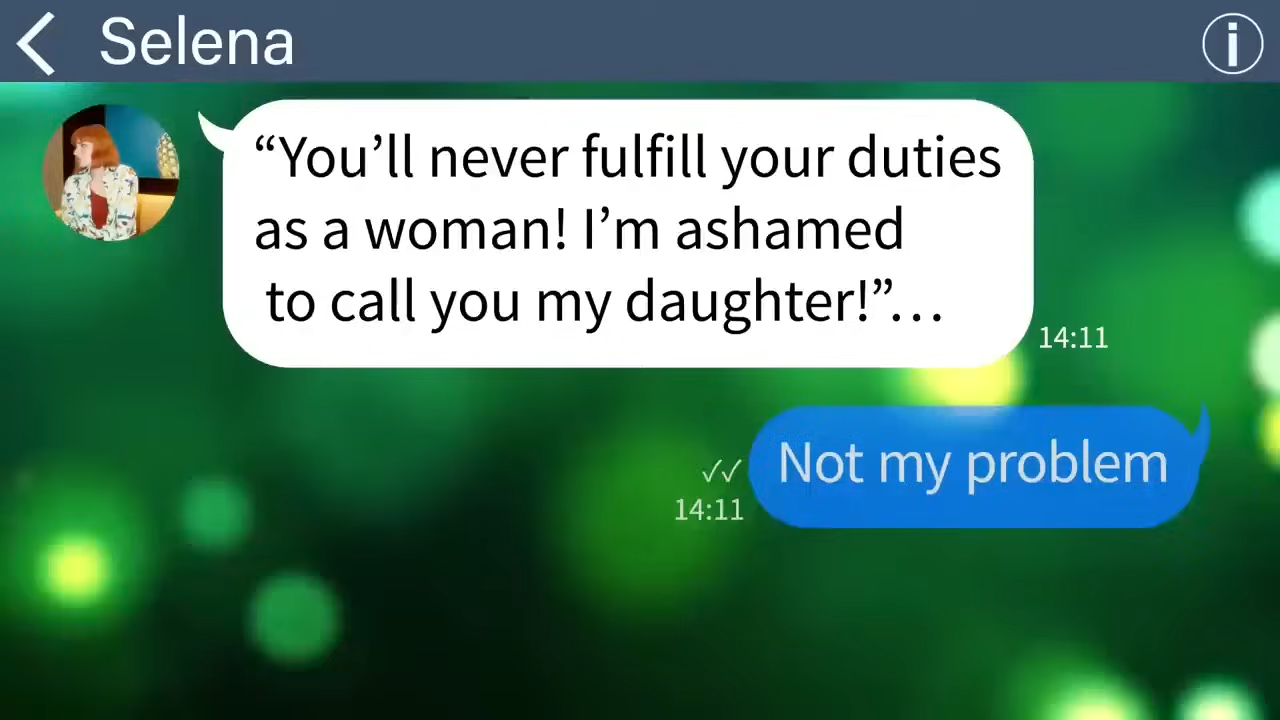 Selena
“You’ll never fulfill your duties
as a woman! I’m ashamed
to call you my daughter!”...
14:11
Not my problem
14:11